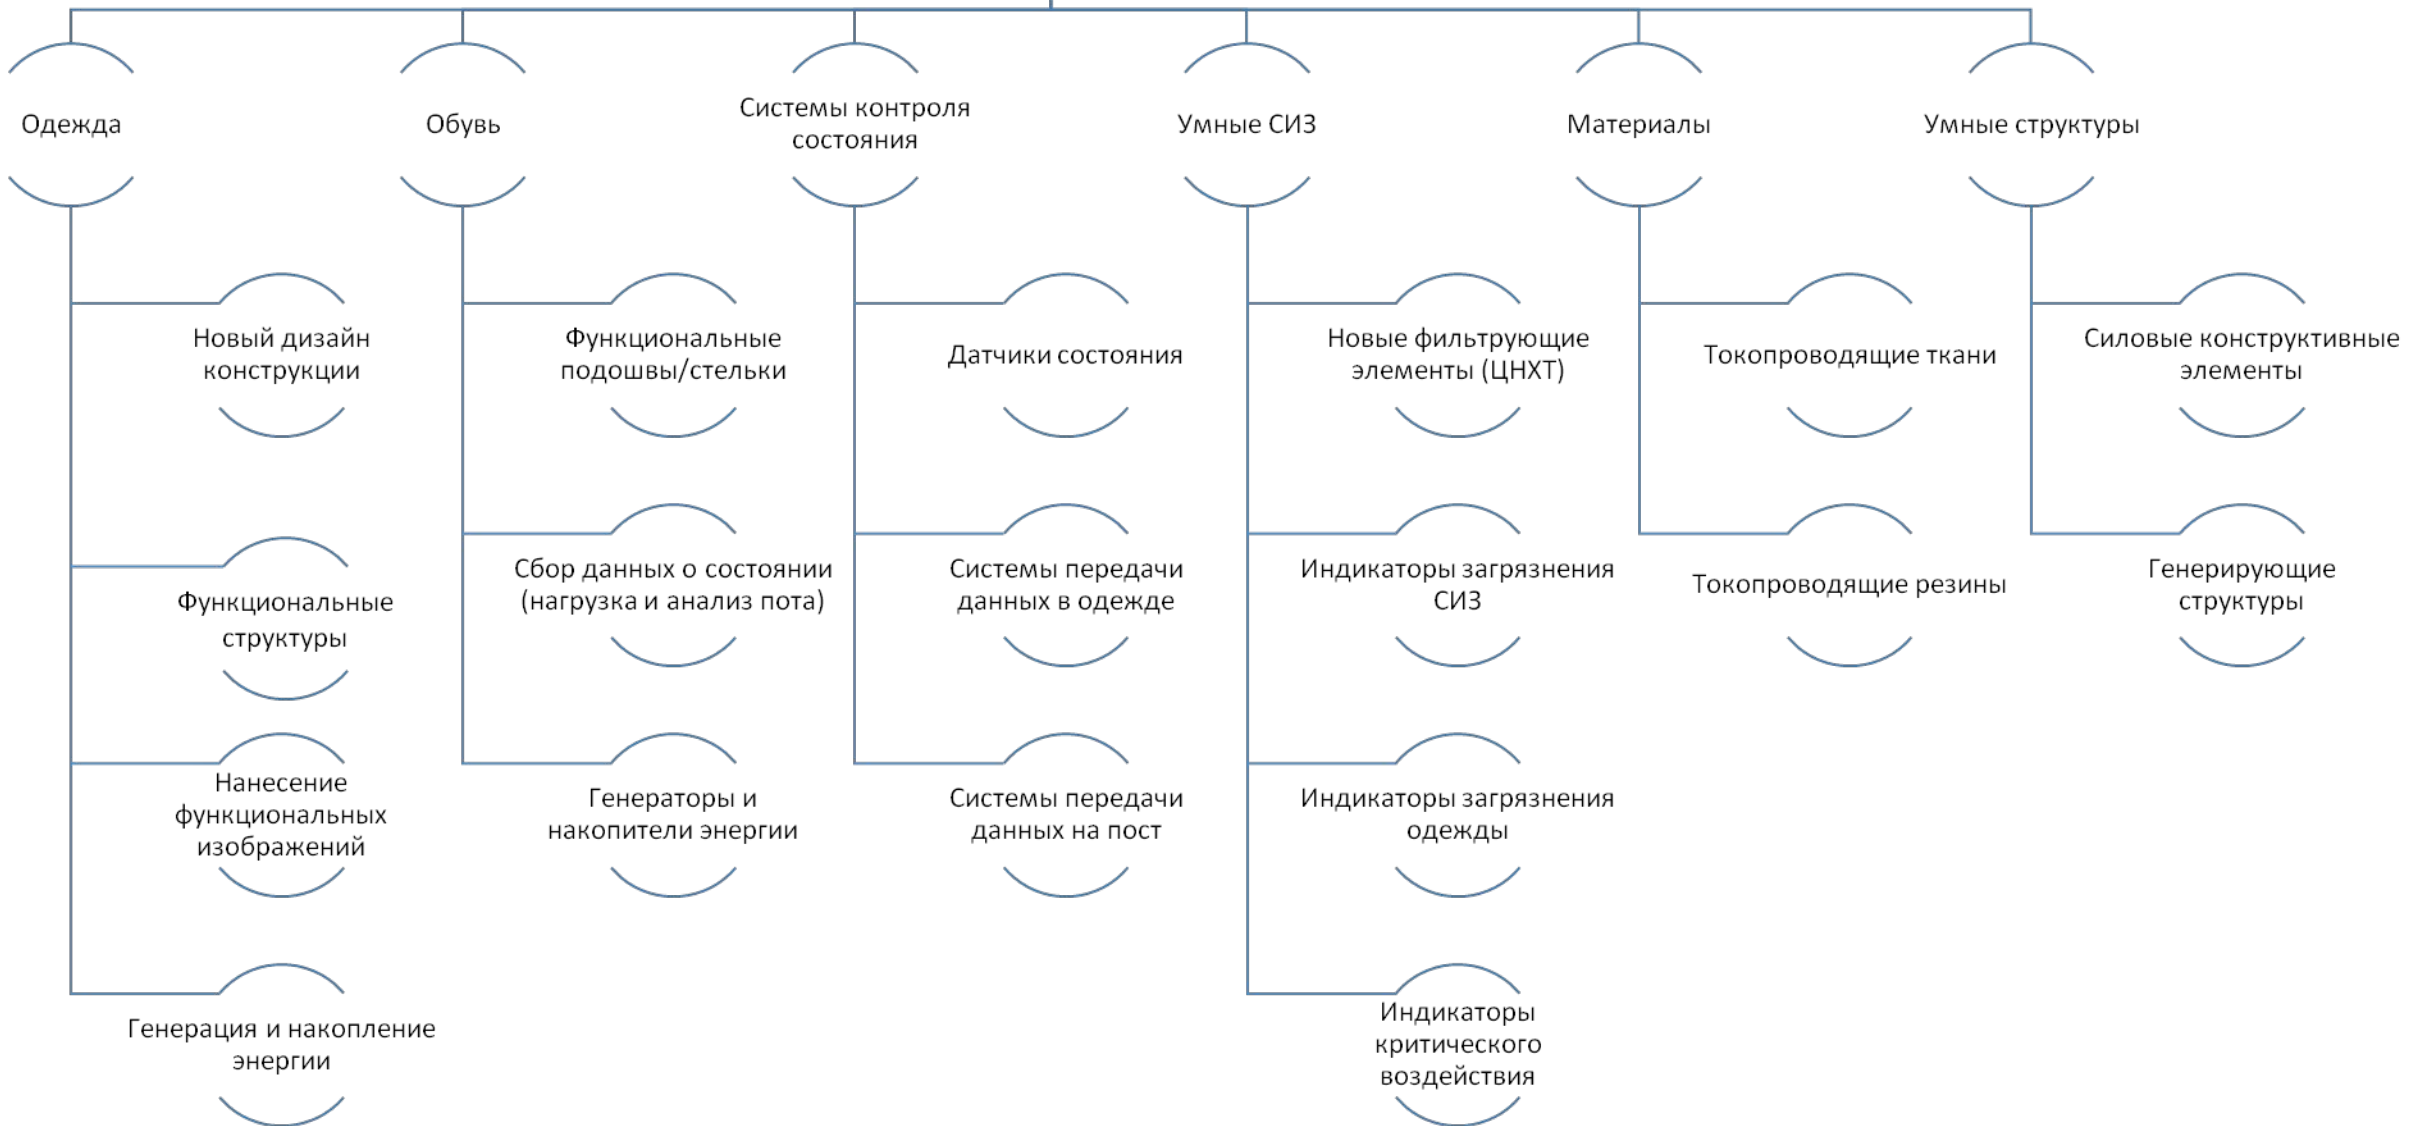 Одежда
Обувь
Системы контроля
состояния
Умные СИЗ
Материалы
Умные структуры
Новый дизайн
конструкции
Функциональные
структуры
Нанесение
функциональных
изображений
Генерация и накопление
энергии
Функциональные
подошвы/стельки
Сбор данных о состоянии
(нагрузка и анализ пота)
Генераторы и
накопители энергии
Датчики состояния
Системы передачи
данных в одежде
Системы передачи
данных на пост
Новые фильтрующие
элементы (ЦНХТ)
Индикаторы загрязнения
СИЗ
Индикаторы загрязнения
одежды
Индикаторы
критического
воздействия
Токопроводящие ткани
Токопроводящие резины
Силовые конструктивные
элементы
Генерирующие
структуры